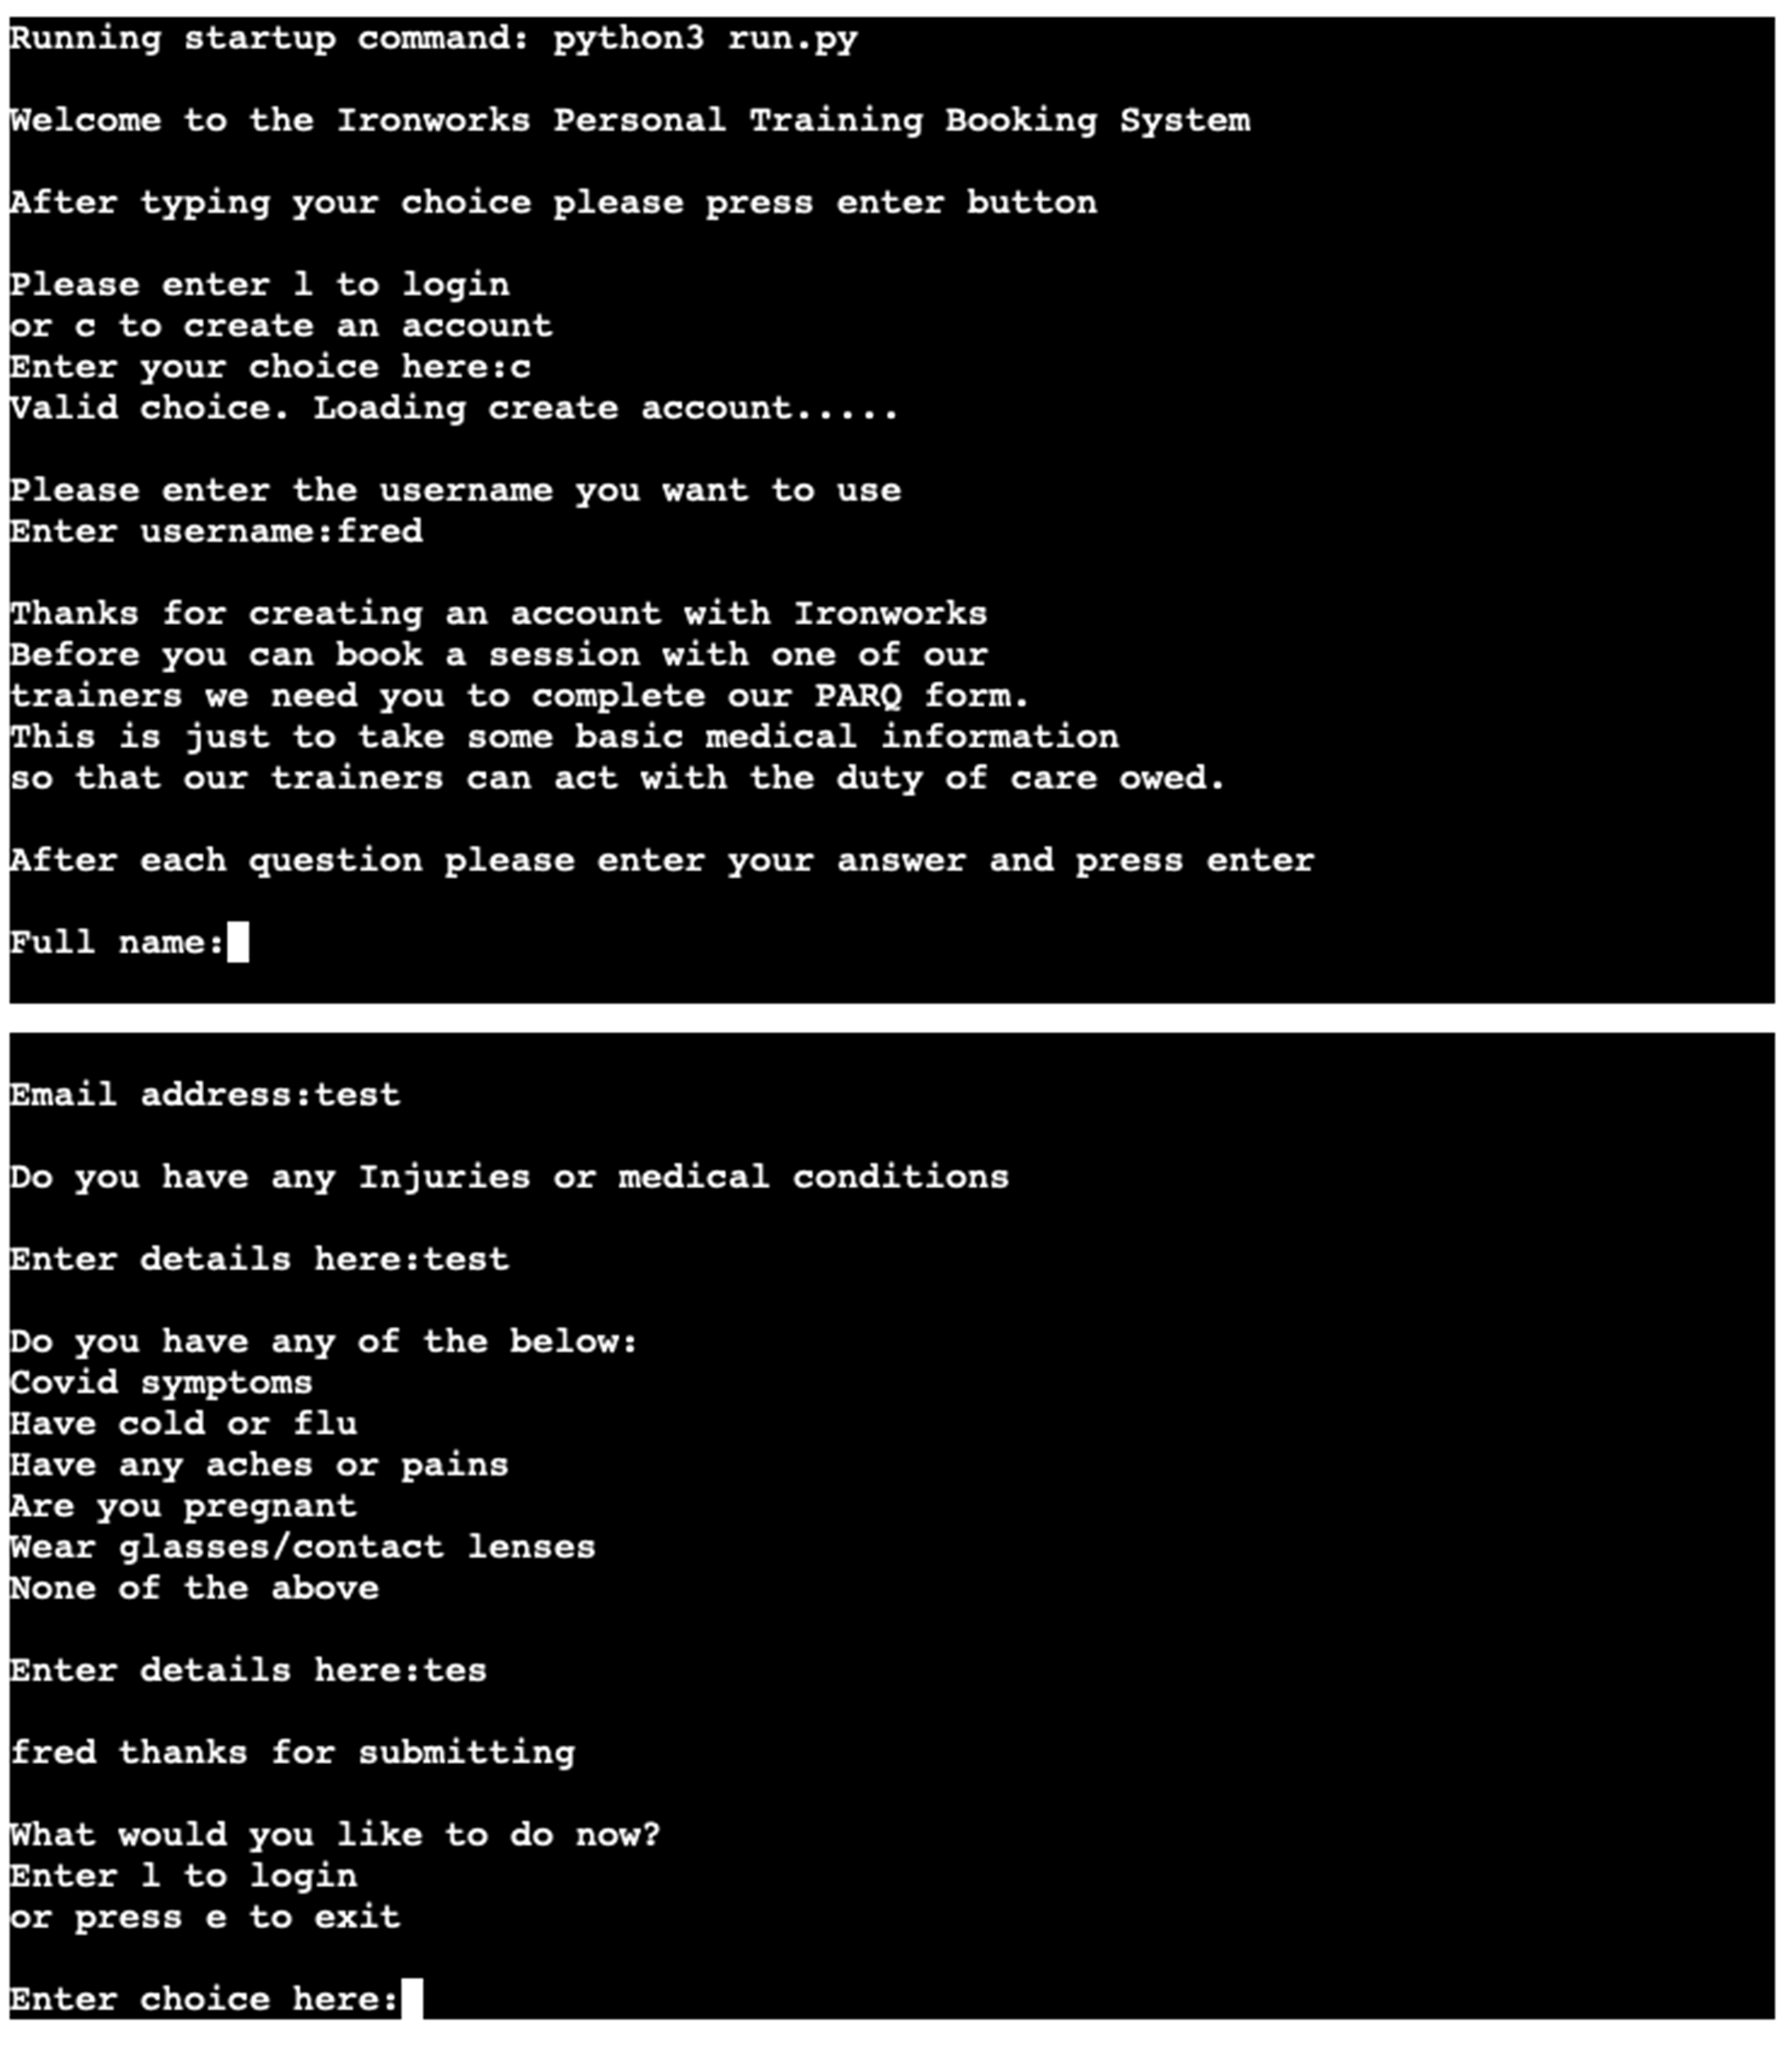 Running startup command: python3 run.py
Welcome to the Ironworks Personal Training Booking System
After typing your choice please press enter button
Please enter l to login
or c to create an account
Enter your choice here:c
Valid choice. Loading create account.....
Please enter the username you want to use
Enter username:fred
Thanks for creating an account with Ironworks
Before you can book a session with one of our
trainers we need you to complete our PARQ form.
This is just to take some basic medical information
so that our trainers can act with the duty of care owed.
After each question please enter your answer and press enter
Full name:
Email address:test
Do you have any Injuries or medical conditions
Enter details here:test
Do you have any of the below:
Covid symptoms
Have cold or flu
Have any aches or pains
Are you pregnant
Wear glasses/contact lenses
None of the above
Enter details here:tes
fred thanks for submitting
What would you like to do now?
Enter l to login
or press e to exit
Enter choice here: